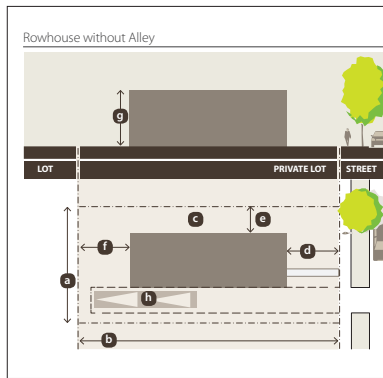 Rowhouse without Alley
g
LOT PRIVATE LOT STREET
c e
f d
a
h
b